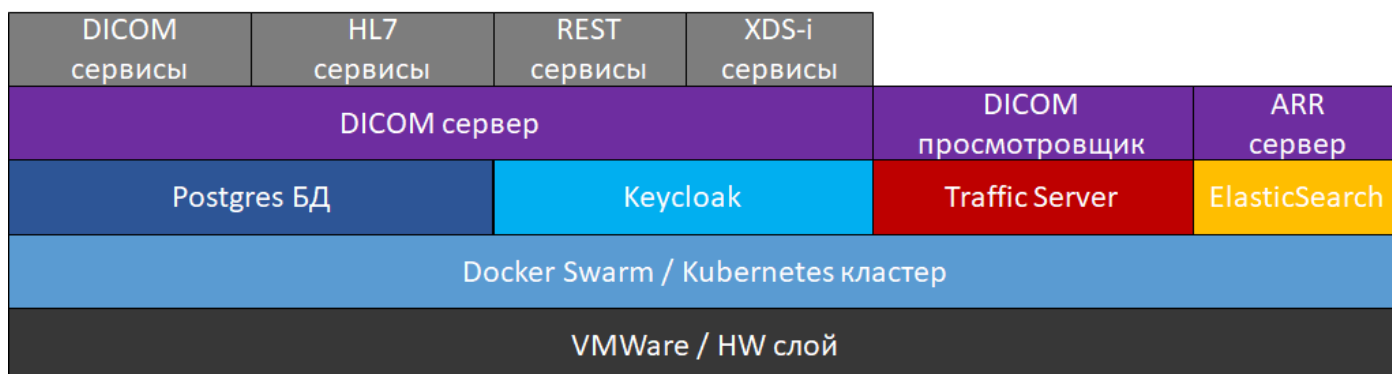 DICOM
сервисы
HL7
сервисы
REST
сервисы
XDS-i
сервисы
DICOM сервер
DICOM
просмотровщик
ARR
сервер
Postgres БД
Keycloak
Traffic Server
ElasticSearch
Docker Swarm / Kubernetes кластер
VMWare / HW слой